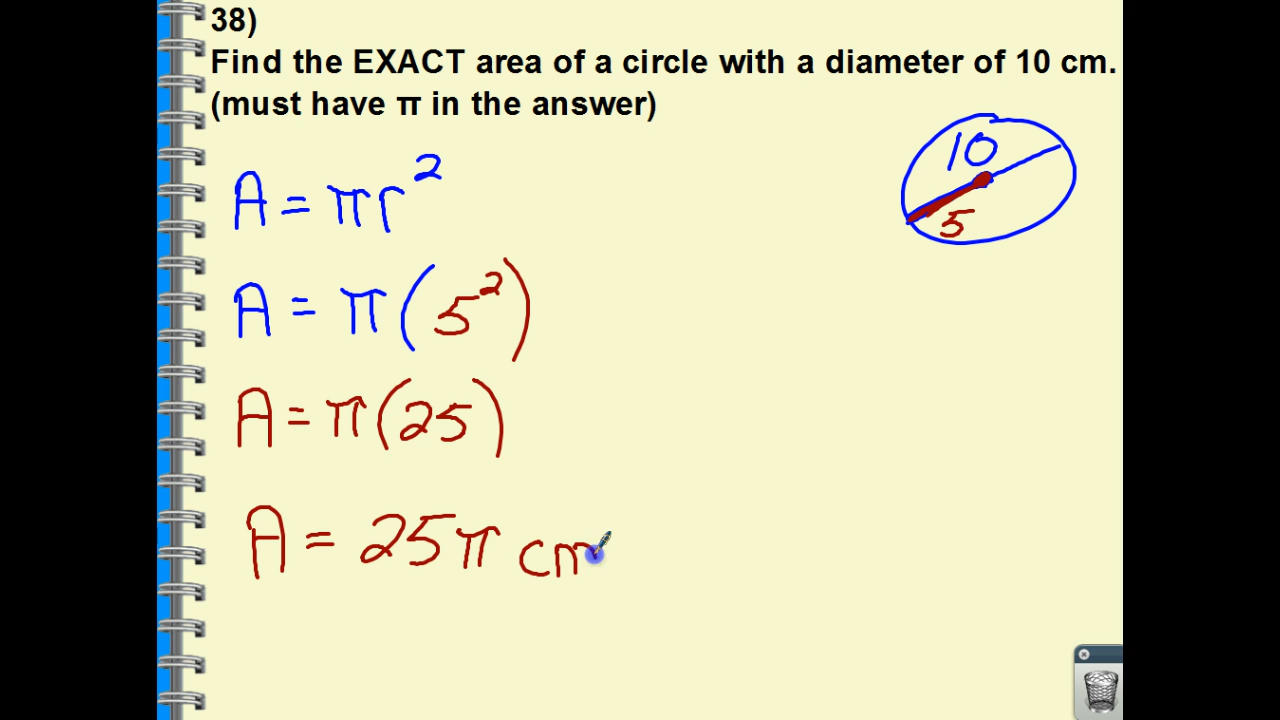 38)
Find the EXACT area of a circle with a diameter of 10 cm.
(must have π in the answer)
10
5
A = πr²
A = π(5²)
A = π(25)
A = 25π cm